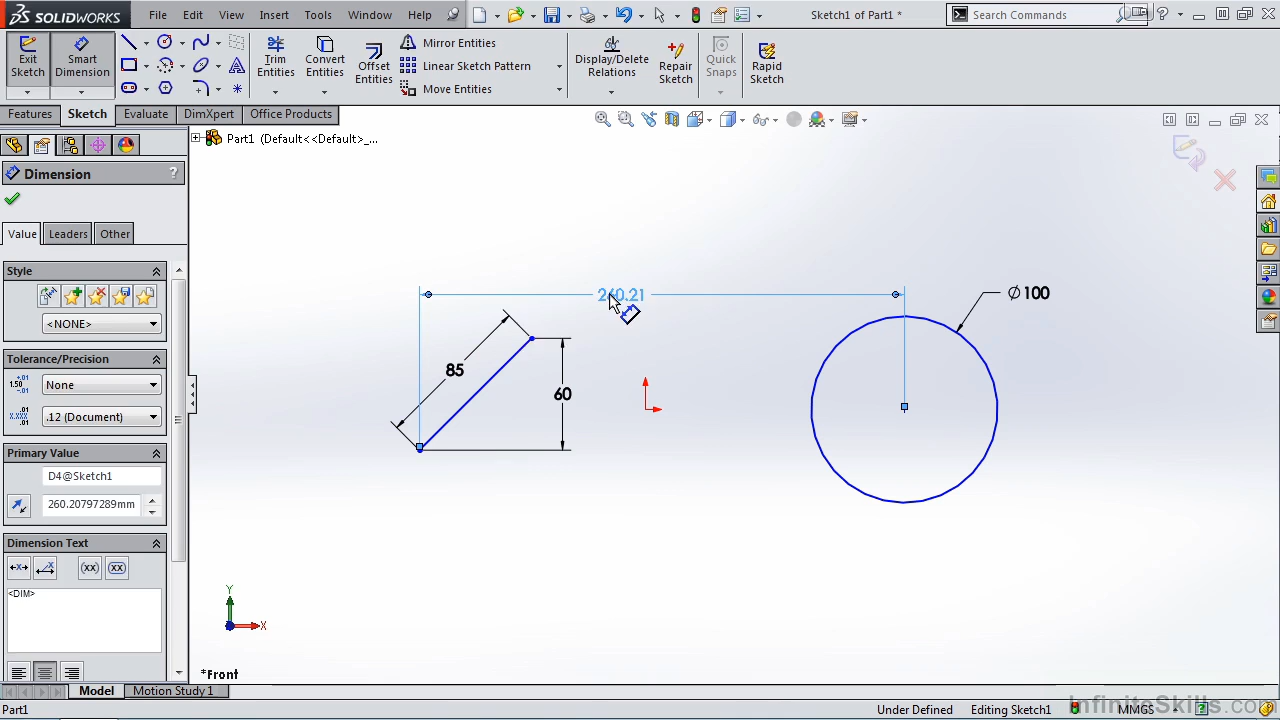 SOLIDWORKS File Edit View Insert Tools Window Help Sketch1 of Part1 * Search Commands
Exit Sketch
Smart Dimension
Trim Entities
Convert Entities
Offset Entities
Mirror Entities
Linear Sketch Pattern
Move Entities
Display/Delete Relations
Repair Sketch
Quick Snaps
Rapid Sketch
Features Sketch Evaluate DimXpert Office Products
Part1 (Default<<Default>_...
Dimension ?
Value Leaders Other
Style
<NONE>
Tolerance/Precision
None
.12 (Document)
Primary Value
D4@Sketch1
260.20797289mm
Dimension Text
<DIM>
260.21
Ø 100
85
60
Y
X
*Front
Model Motion Study 1
Part1 Under Defined Editing Sketch1 MMGS
InfiniteSkills.com